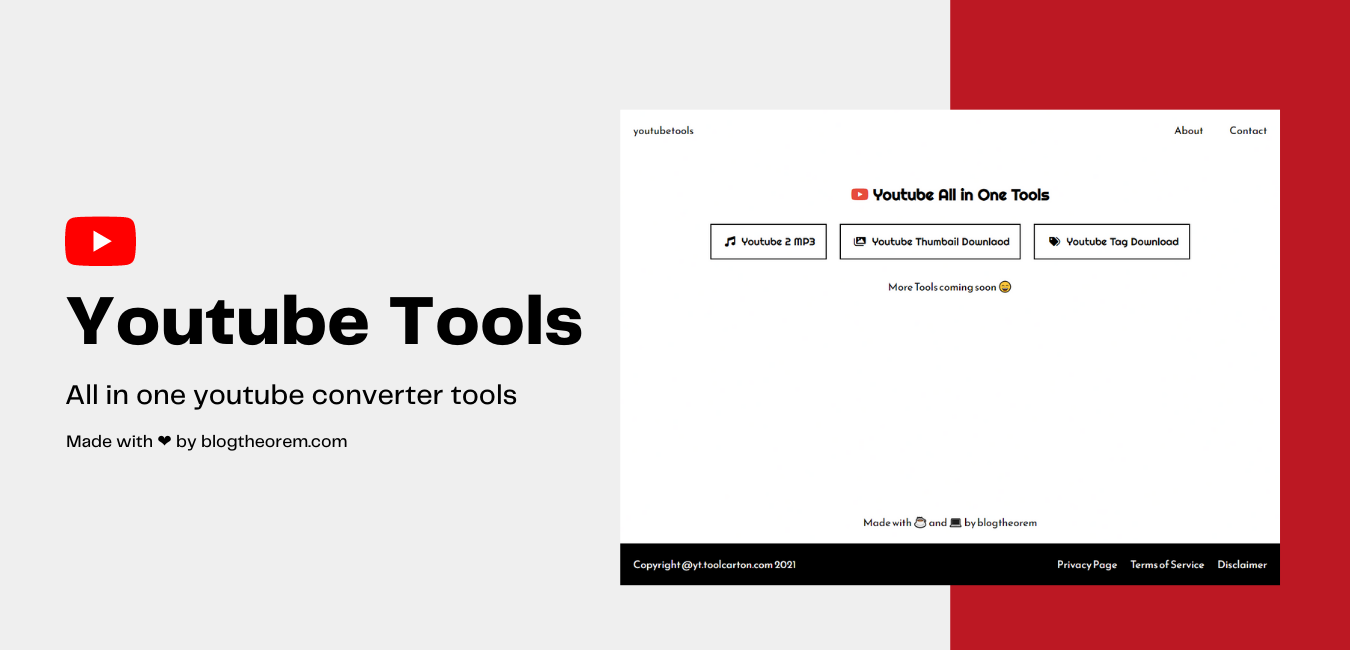 Youtube Tools
All in one youtube converter tools
Made with ❤ by blogtheorem.com
youtubetools
About
Contact
Youtube All in One Tools
Youtube 2 MP3
Youtube Thumbail Downlaod
Youtube Tag Download
More Tools coming soon 😄
Made with ☕ and 💻 by blogtheorem
Copyright @yt.toolcarton.com 2021
Privacy Page
Terms of Service
Disclaimer